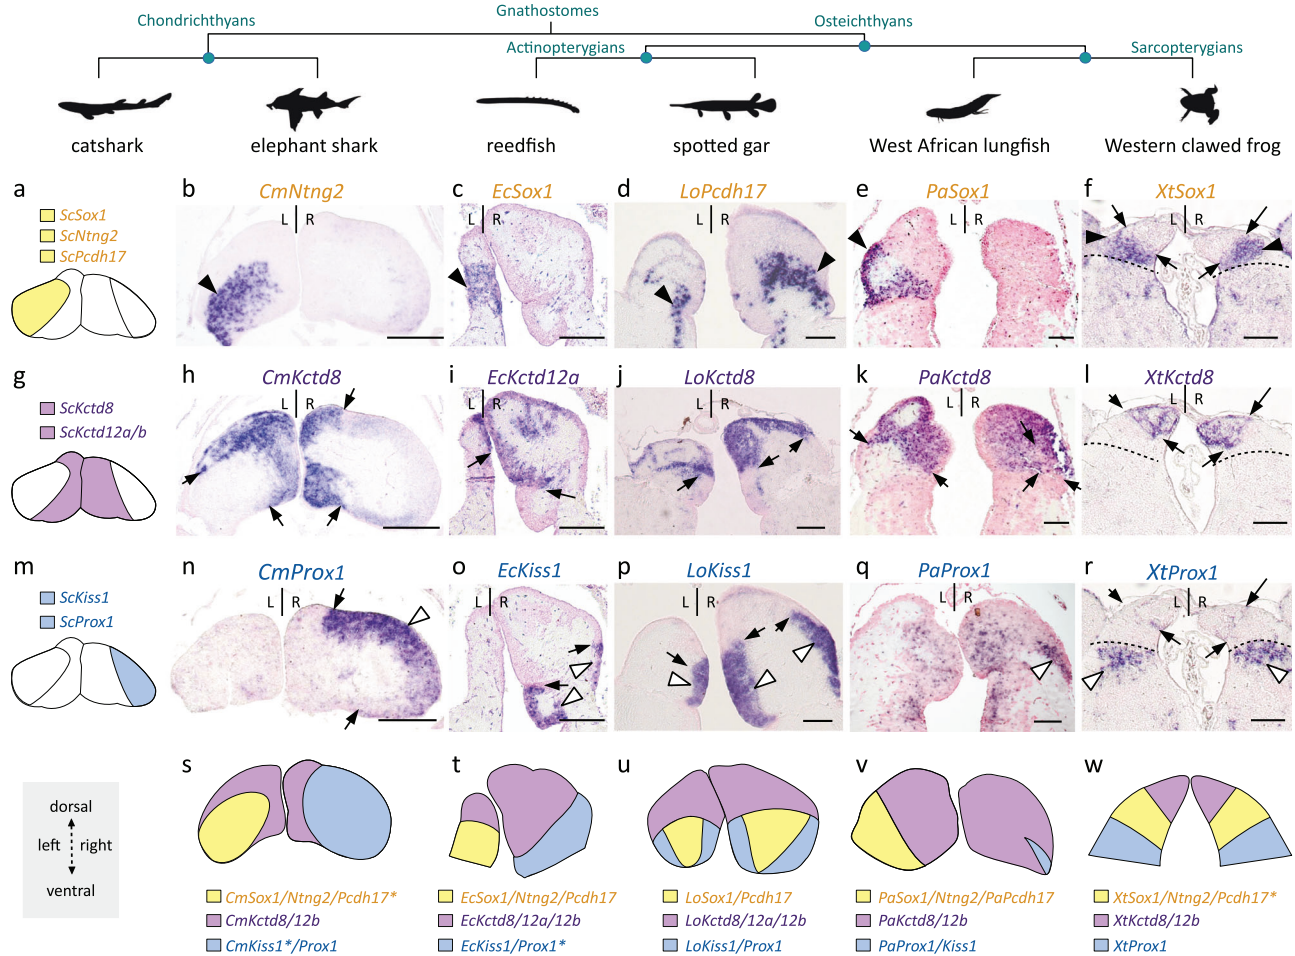 Gnathostomes
Chondrichthyans
Osteichthyans
Actinopterygians
Sarcopterygians
catshark
elephant shark
reedfish
spotted gar
West African lungfish
Western clawed frog
a
ScSox1
ScNtng2
ScPcdh17
b
CmNtng2
L R
c
EcSox1
L R
d
LoPcdh17
L R
e
PaSox1
L R
f
XtSox1
L R
g
ScKctd8
ScKctd12a/b
h
CmKctd8
L R
i
EcKctd12a
L R
j
LoKctd8
L R
k
PaKctd8
L R
l
XtKctd8
L R
m
ScKiss1
ScProx1
n
CmProx1
L R
o
EcKiss1
L R
p
LoKiss1
L R
q
PaProx1
L R
r
XtProx1
L R
dorsal
left right
ventral
s
CmSox1/Ntng2/Pcdh17*
CmKctd8/12b
CmKiss1*/Prox1
t
EcSox1/Ntng2/Pcdh17
EcKctd8/12a/12b
EcKiss1/Prox1*
u
LoSox1/Pcdh17
LoKctd8/12a/12b
LoKiss1/Prox1
v
PaSox1/Ntng2/PaPcdh17
PaKctd8/12b
PaProx1/Kiss1
w
XtSox1/Ntng2/Pcdh17*
XtKctd8/12b
XtProx1